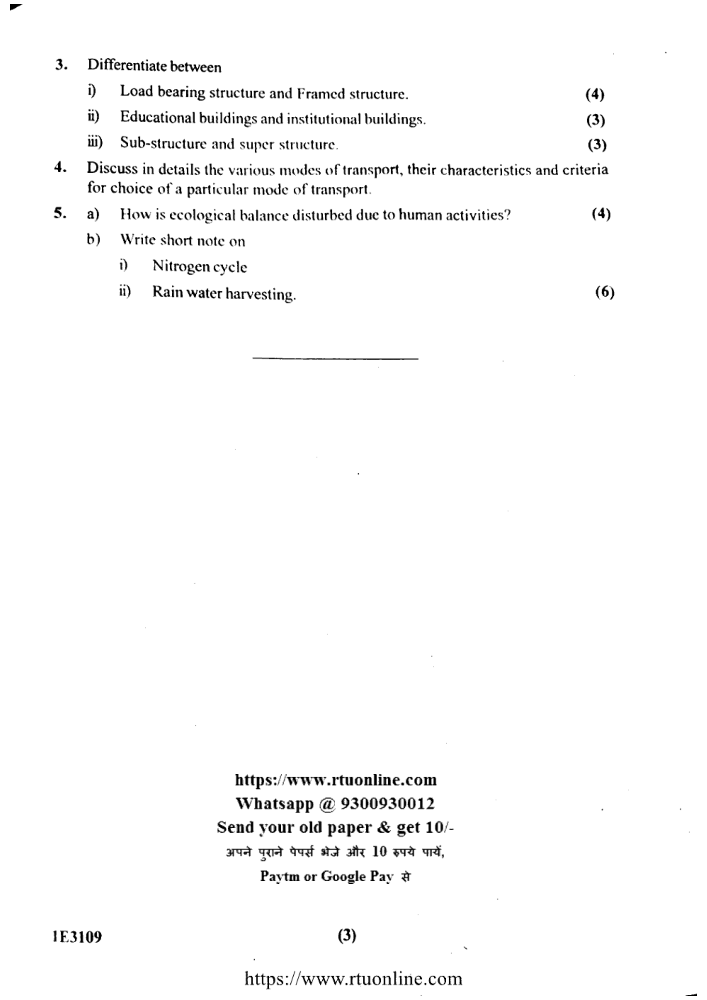 3. Differentiate between
i) Load bearing structure and Framed structure. (4)
ii) Educational buildings and institutional buildings. (3)
iii) Sub-structure and super structure. (3)
4. Discuss in details the various modes of transport, their characteristics and criteria
for choice of a particular mode of transport.
5. a) How is ecological balance disturbed due to human activities? (4)
b) Write short note on
i) Nitrogen cycle
ii) Rain water harvesting. (6)
https://www.rtuonline.com
Whatsapp @ 9300930012
Send your old paper & get 10/-
अपने पुराने पेपर्स भेजे और 10 रुपये पायें,
Paytm or Google Pay से
1E3109 (3)
https://www.rtuonline.com